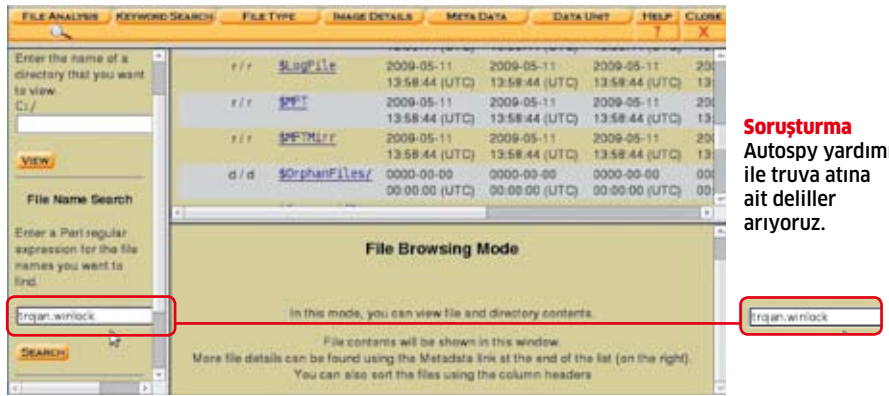 FILE ANALYSIS KEYWORD SEARCH FILE TYPE IMAGE DETAILS META DATA DATA UNIT HELP CLOSE
? X
Enter the name of a
directory that you want
to view.
C:/
VIEW
File Name Search
Enter a Perl regular
expression for the file
names you want to
find.
trojan.winlock
SEARCH
r / r $LogFile 2009-05-11 2009-05-11 2009-05-11
13:58:44 (UTC) 13:58:44 (UTC) 13:58:44 (UTC)
r / r $MFT 2009-05-11 2009-05-11 2009-05-11
13:58:44 (UTC) 13:58:44 (UTC) 13:58:44 (UTC)
r / r $MFTMirr 2009-05-11 2009-05-11 2009-05-11
13:58:44 (UTC) 13:58:44 (UTC) 13:58:44 (UTC)
d / d $OrphanFiles/ 0000-00-00 0000-00-00 0000-00-00
00:00:00 (UTC) 00:00:00 (UTC) 00:00:00 (UTC)
File Browsing Mode
In this mode, you can view file and directory contents.
File contents will be shown in this window.
More file details can be found using the Metadata link at the end of the list (on the right).
You can also sort the files using the column headers
Soruşturma
Autospy yardımı
ile truva atına
ait deliller
arıyoruz.
trojan.winlock